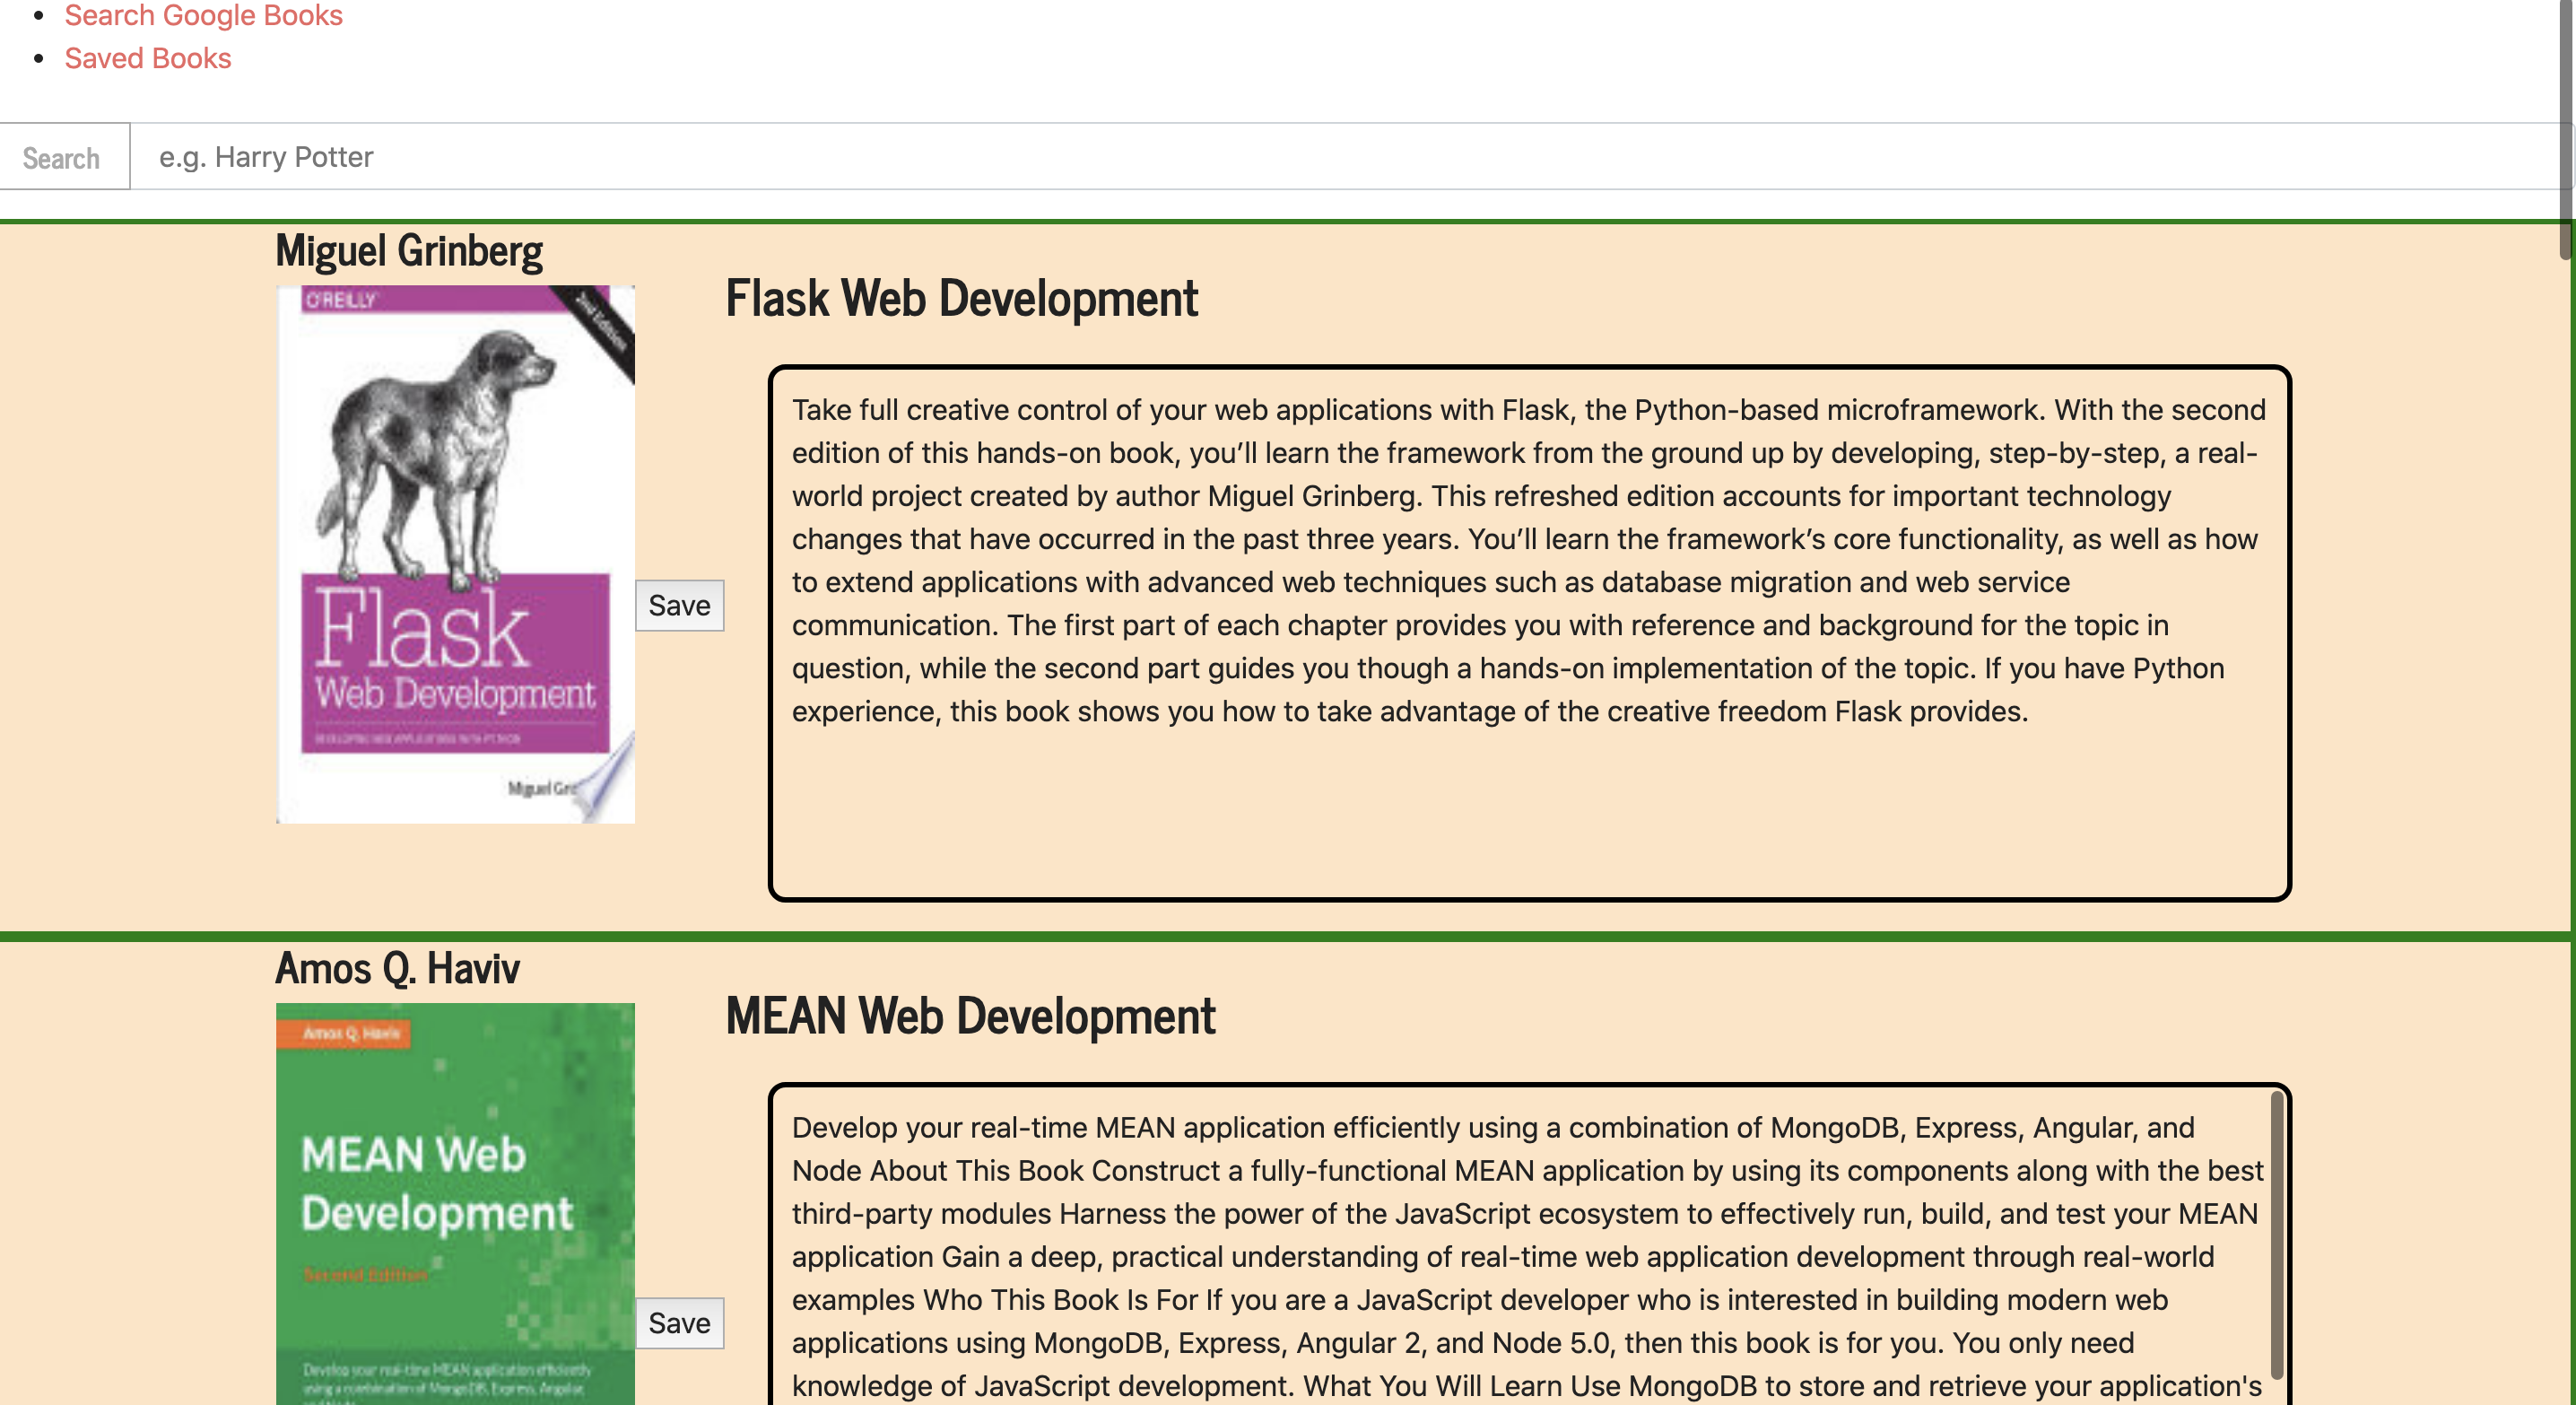 Search Google Books
Saved Books
Search
e.g. Harry Potter
Miguel Grinberg
O'REILLY
2nd Edition
Flask
Web Development
DEVELOPING WEB APPLICATIONS WITH PYTHON
Miguel
Save
Flask Web Development
Take full creative control of your web applications with Flask, the Python-based microframework. With the second
edition of this hands-on book, you’ll learn the framework from the ground up by developing, step-by-step, a real-
world project created by author Miguel Grinberg. This refreshed edition accounts for important technology
changes that have occurred in the past three years. You’ll learn the framework’s core functionality, as well as how
to extend applications with advanced web techniques such as database migration and web service
communication. The first part of each chapter provides you with reference and background for the topic in
question, while the second part guides you though a hands-on implementation of the topic. If you have Python
experience, this book shows you how to take advantage of the creative freedom Flask provides.
Amos Q. Haviv
Amos Q. Haviv
MEAN Web
Development
Second Edition
Develop your real-time MEAN application efficiently
using a combination of MongoDB, Express, Angular,
Save
MEAN Web Development
Develop your real-time MEAN application efficiently using a combination of MongoDB, Express, Angular, and
Node About This Book Construct a fully-functional MEAN application by using its components along with the best
third-party modules Harness the power of the JavaScript ecosystem to effectively run, build, and test your MEAN
application Gain a deep, practical understanding of real-time web application development through real-world
examples Who This Book Is For If you are a JavaScript developer who is interested in building modern web
applications using MongoDB, Express, Angular 2, and Node 5.0, then this book is for you. You only need
knowledge of JavaScript development. What You Will Learn Use MongoDB to store and retrieve your application's